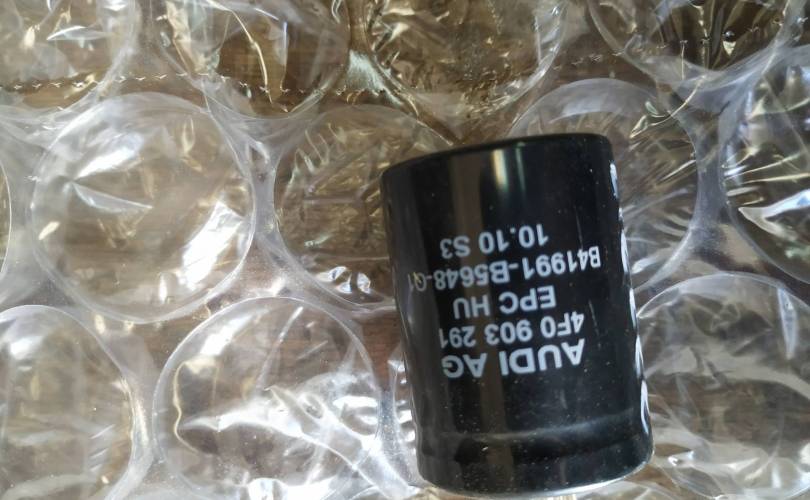 AUDI AG
4F0 903 291
EPC HU
B41991-B5648-Q1
10.10 S3